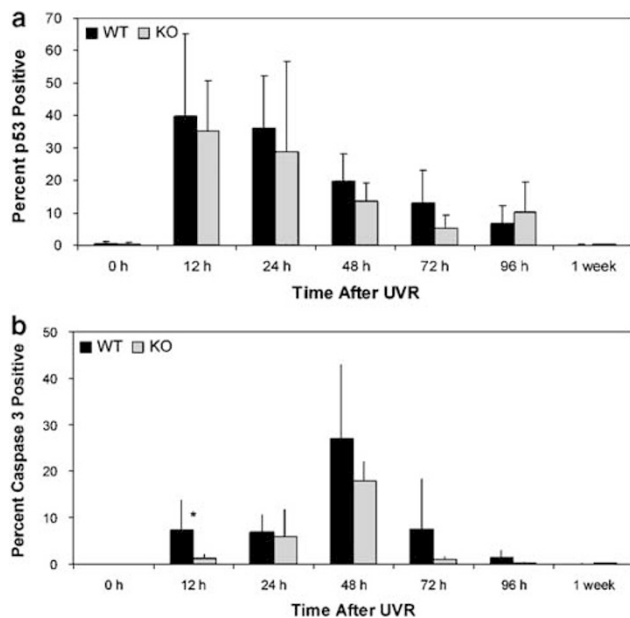 a
70
WT KO
60
50
40
30
20
10
0
Percent p53 Positive
0 h 12 h 24 h 48 h 72 h 96 h 1 week
Time After UVR
b
50
WT KO
40
30
20
10
0
Percent Caspase 3 Positive
*
0 h 12 h 24 h 48 h 72 h 96 h 1 week
Time After UVR